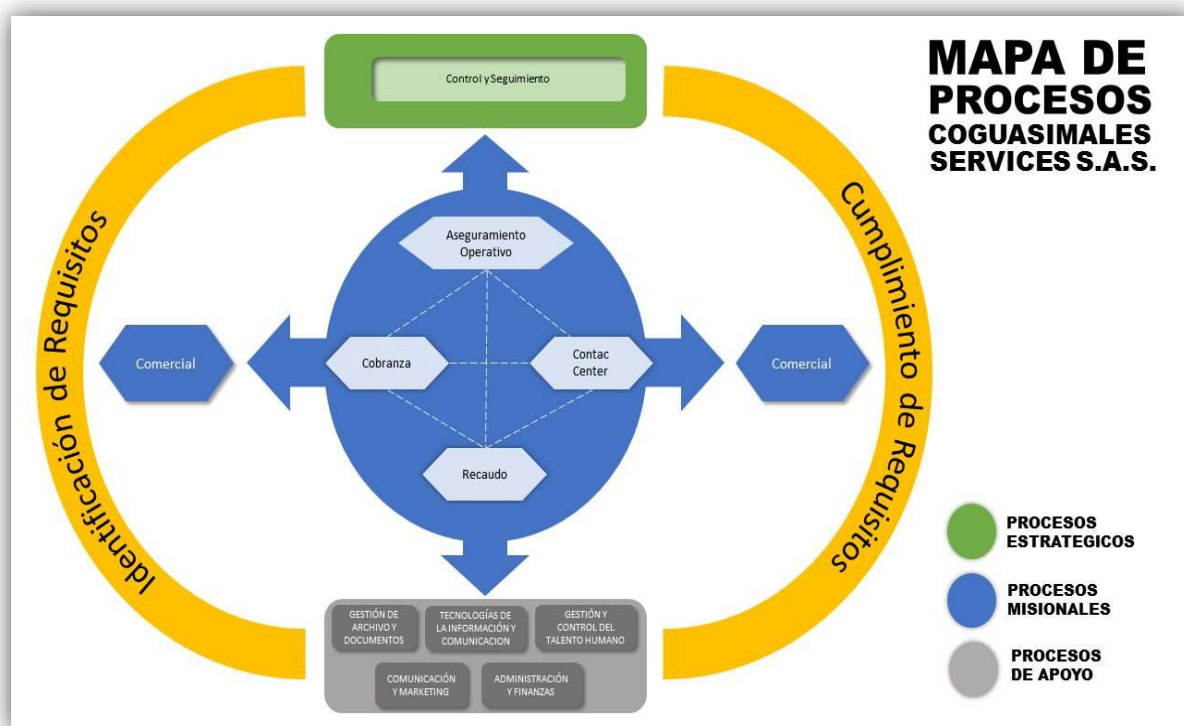 MAPA DE
PROCESOS
COGUASIMALES
SERVICES S.A.S.
Control y Seguimiento
Identificación de Requisitos
Cumplimiento de Requisitos
Aseguramiento
Operativo
Comercial
Cobranza
Contac
Center
Comercial
Recaudo
PROCESOS
ESTRATEGICOS
PROCESOS
MISIONALES
PROCESOS
DE APOYO
GESTIÓN DE
ARCHIVO Y
DOCUMENTOS
TECNOLOGÍAS DE
LA INFORMACIÓN Y
COMUNICACION
GESTIÓN Y
CONTROL DEL
TALENTO HUMANO
COMUNICACIÓN
Y MARKETING
ADMINISTRACIÓN
Y FINANZAS